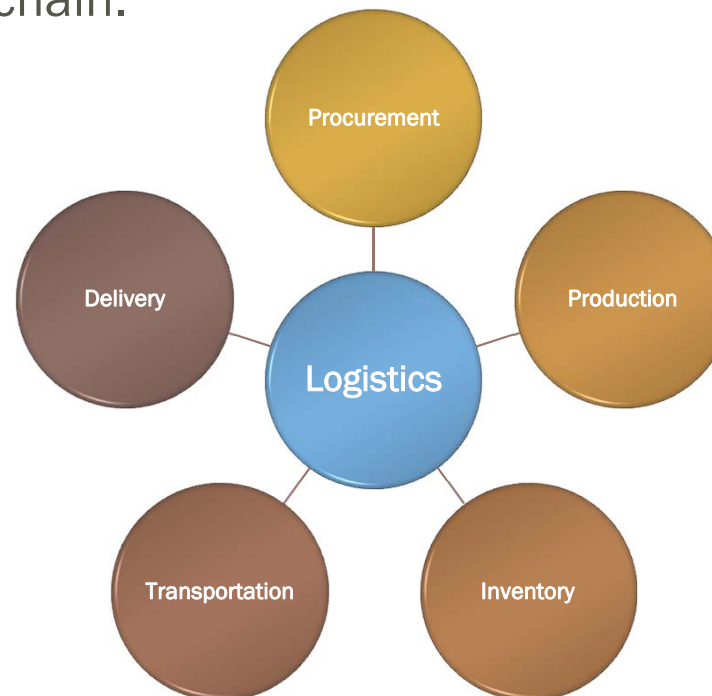 chain.
Procurement
Delivery
Production
Logistics
Transportation
Inventory